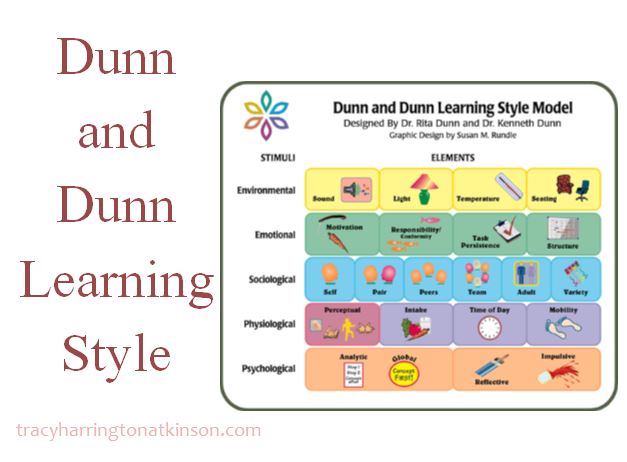 Dunn
and
Dunn
Learning
Style
Dunn and Dunn Learning Style Model
Designed By Dr. Rita Dunn and Dr. Kenneth Dunn
Graphic Design by Susan M. Rundle
STIMULI ELEMENTS
Environmental Sound Light Temperature Seating
Emotional Motivation Responsibility/ Conformity Task Persistence Structure
Sociological Self Pair Peers Team Adult Variety
Physiological Perceptual Intake Time of Day Mobility
Psychological Analytic Global Reflective Impulsive
Step 1
Step 2
Concept
First!
tracyharringtonatkinson.com